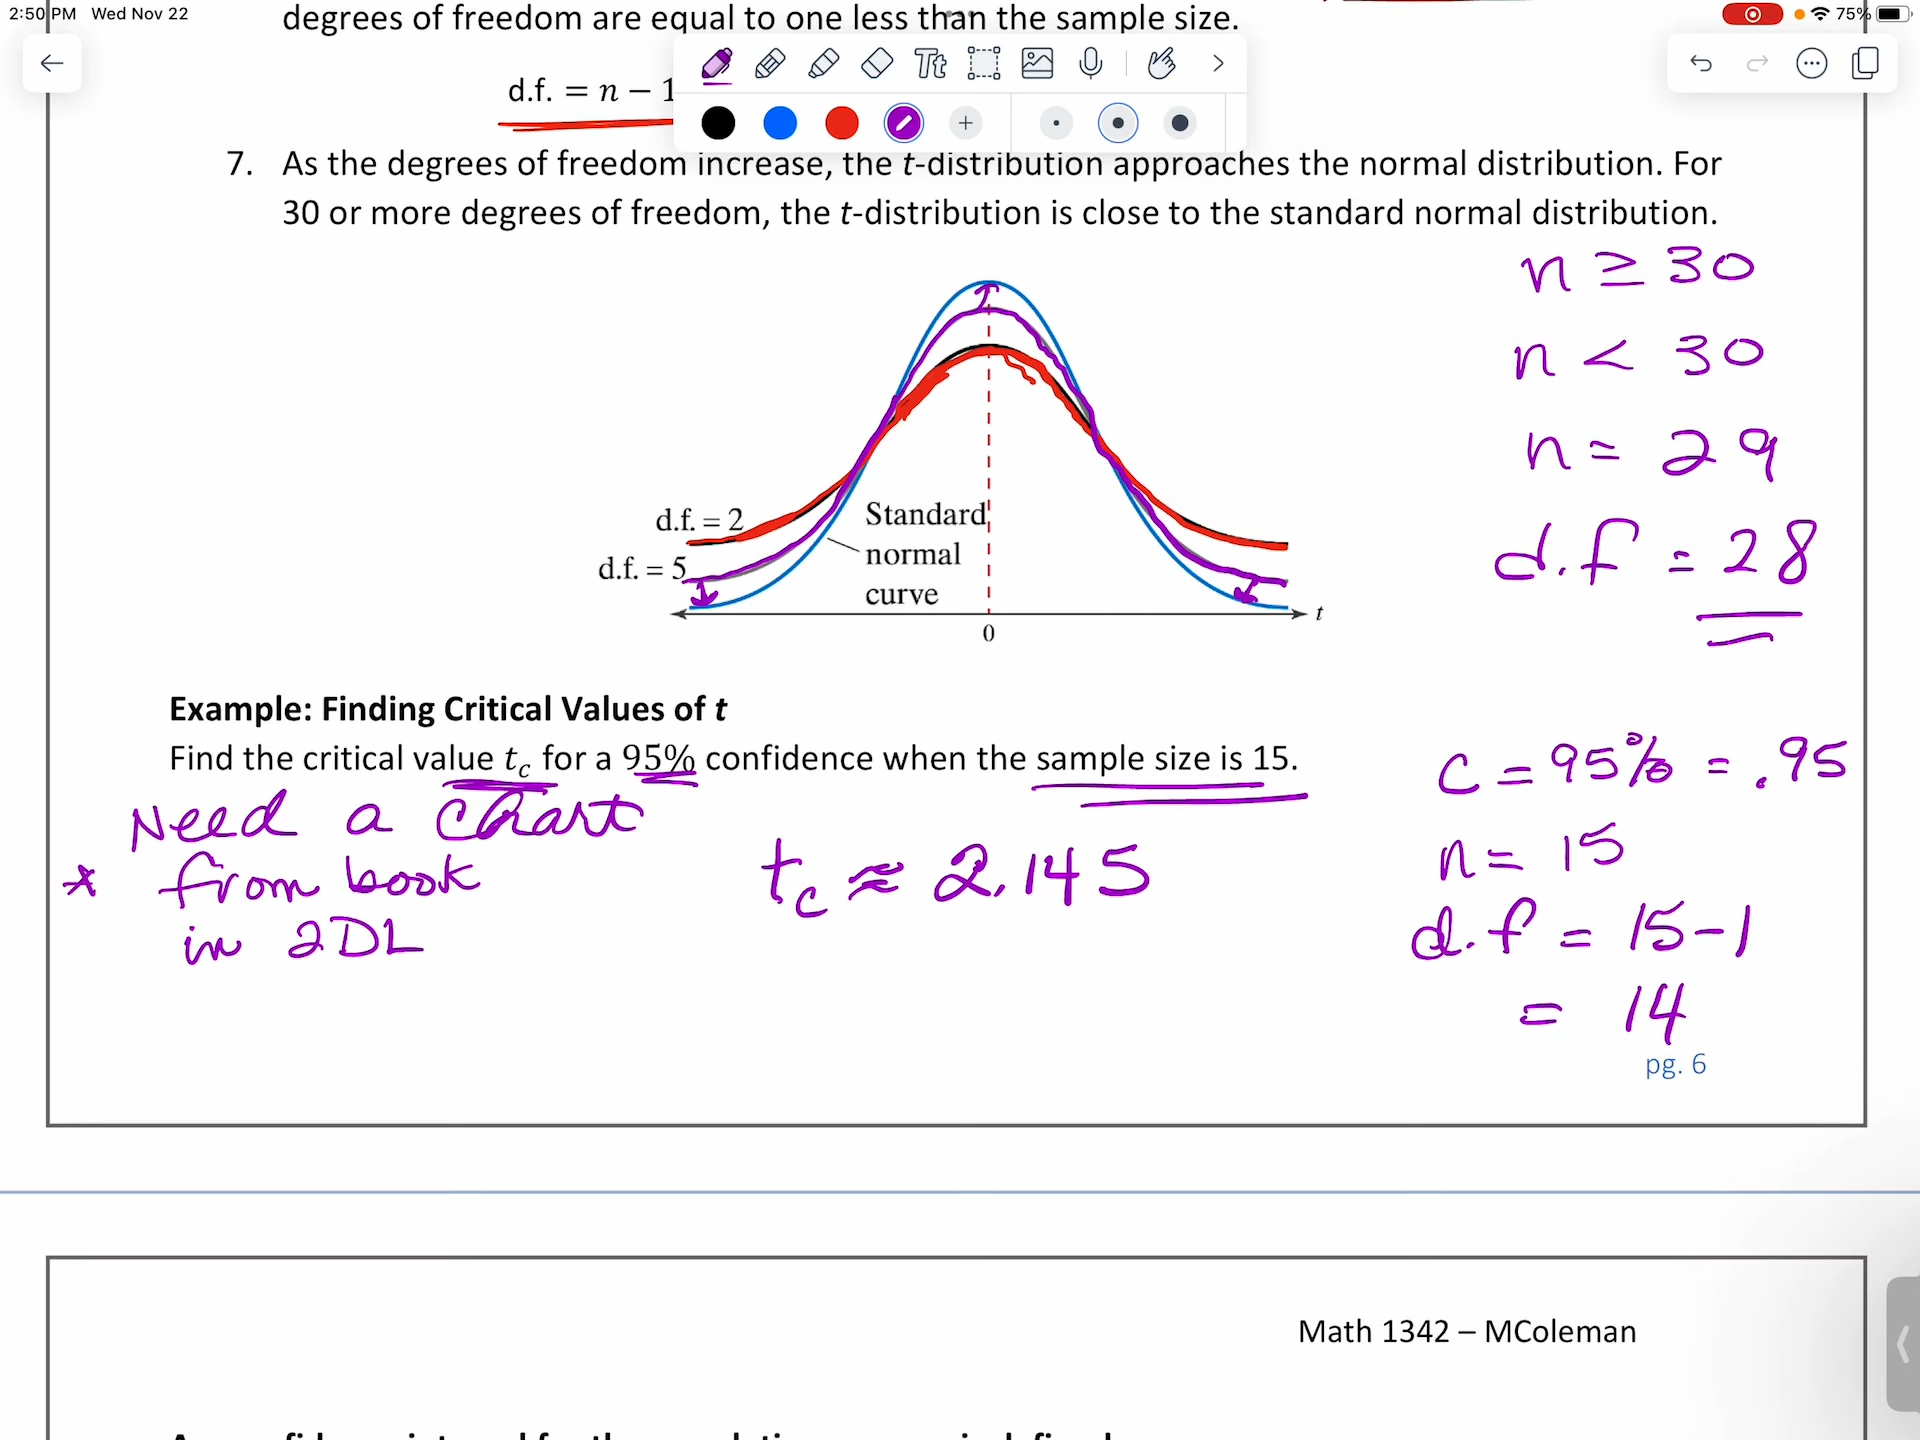 2:50 PM Wed Nov 22
75%
degrees of freedom are equal to one less than the sample size.
Tt
d.f. = n − 1
7. As the degrees of freedom increase, the t-distribution approaches the normal distribution. For
30 or more degrees of freedom, the t-distribution is close to the standard normal distribution.
n ≥ 30
n < 30
n = 29
d.f = 28
d.f. = 2
d.f. = 5
Standard
normal
curve
t
0
Example: Finding Critical Values of t
Find the critical value tc for a 95% confidence when the sample size is 15.
Need a chart
* from book
in 2DL
tc ≈ 2.145
c = 95% = .95
n = 15
d.f = 15-1
= 14
pg. 6
Math 1342 – MColeman